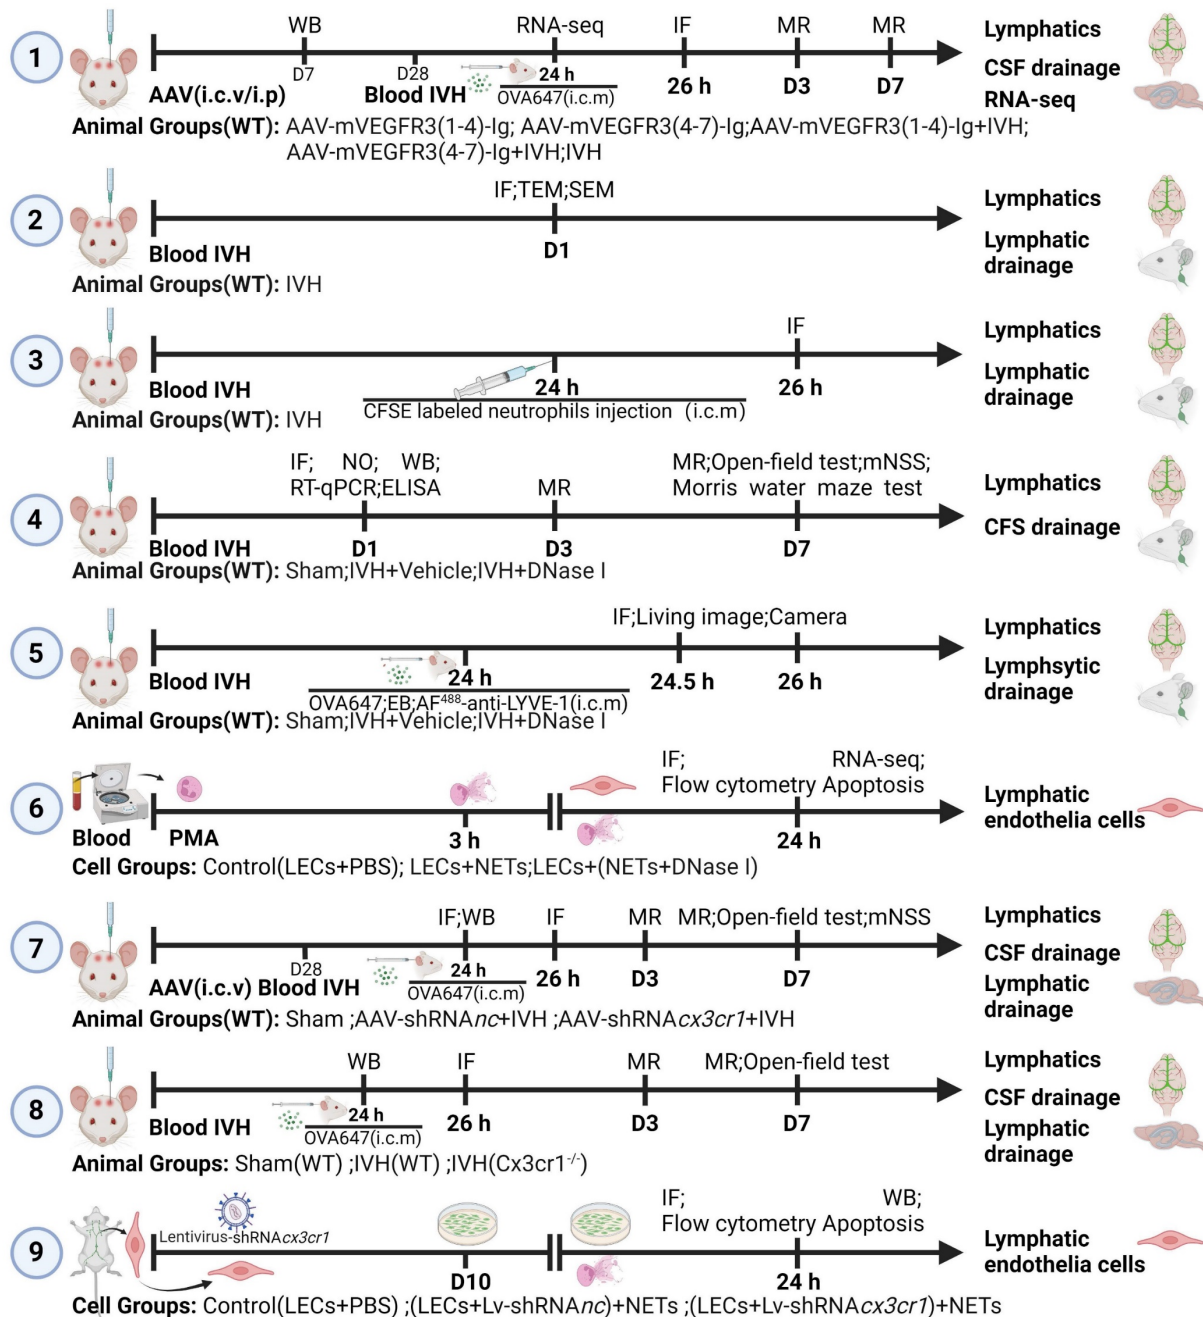 1
WB RNA-seq IF MR MR
D7 D28 24 h 26 h D3 D7
AAV(i.c.v/i.p) Blood IVH OVA647(i.c.m)
Lymphatics
CSF drainage
RNA-seq
Animal Groups(WT): AAV-mVEGFR3(1-4)-Ig; AAV-mVEGFR3(4-7)-Ig;AAV-mVEGFR3(1-4)-Ig+IVH;
AAV-mVEGFR3(4-7)-Ig+IVH;IVH
2
IF;TEM;SEM
D1
Blood IVH
Lymphatics
Lymphatic
drainage
Animal Groups(WT): IVH
3
IF
24 h 26 h
Blood IVH
CFSE labeled neutrophils injection (i.c.m)
Lymphatics
Lymphatic
drainage
Animal Groups(WT): IVH
4
IF; NO; WB;
RT-qPCR;ELISA
MR
MR;Open-field test;mNSS;
Morris water maze test
Blood IVH D1 D3 D7
Lymphatics
CFS drainage
Animal Groups(WT): Sham;IVH+Vehicle;IVH+DNase I
5
IF;Living image;Camera
Blood IVH 24 h 24.5 h 26 h
OVA647;EB;AF488-anti-LYVE-1(i.c.m)
Lymphatics
Lymphsytic
drainage
Animal Groups(WT): Sham;IVH+Vehicle;IVH+DNase I
6
IF; RNA-seq;
Flow cytometry Apoptosis
Blood PMA 3 h 24 h
Lymphatic
endothelia cells
Cell Groups: Control(LECs+PBS); LECs+NETs;LECs+(NETs+DNase I)
7
IF;WB IF MR MR;Open-field test;mNSS
D28 24 h 26 h D3 D7
AAV(i.c.v) Blood IVH OVA647(i.c.m)
Lymphatics
CSF drainage
Lymphatic
drainage
Animal Groups(WT): Sham ;AAV-shRNAnc+IVH ;AAV-shRNAcx3cr1+IVH
8
WB IF MR MR;Open-field test
Blood IVH 24 h 26 h D3 D7
OVA647(i.c.m)
Lymphatics
CSF drainage
Lymphatic
drainage
Animal Groups: Sham(WT) ;IVH(WT) ;IVH(Cx3cr1-/-)
9
Lentivirus-shRNAcx3cr1
IF; WB;
Flow cytometry Apoptosis
D10 24 h
Lymphatic
endothelia cells
Cell Groups: Control(LECs+PBS) ;(LECs+Lv-shRNAnc)+NETs ;(LECs+Lv-shRNAcx3cr1)+NETs